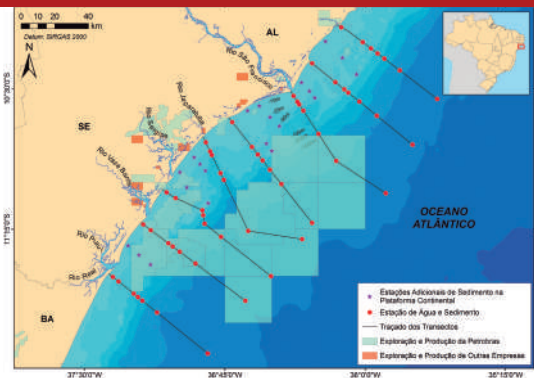 0 10 20 40
km
Datum: SIRGAS 2000
N
AL
Rio São Francisco
10°30'S
Rio Japaratuba
SE
Rio Sergipe
Rio Vaza Barris
11°15'S
OCEANO
ATLÂNTICO
Rio Piauí
Rio Real
BA
Estações Adicionais de Sedimento na
Plataforma Continental
Estação de Água e Sedimento
Traçado dos Transectos
Exploração e Produção da Petrobras
Exploração e Produção de Outras Empresas
37°30'0"O
36°45'0"O
36°0'0"O
35°15'0"O